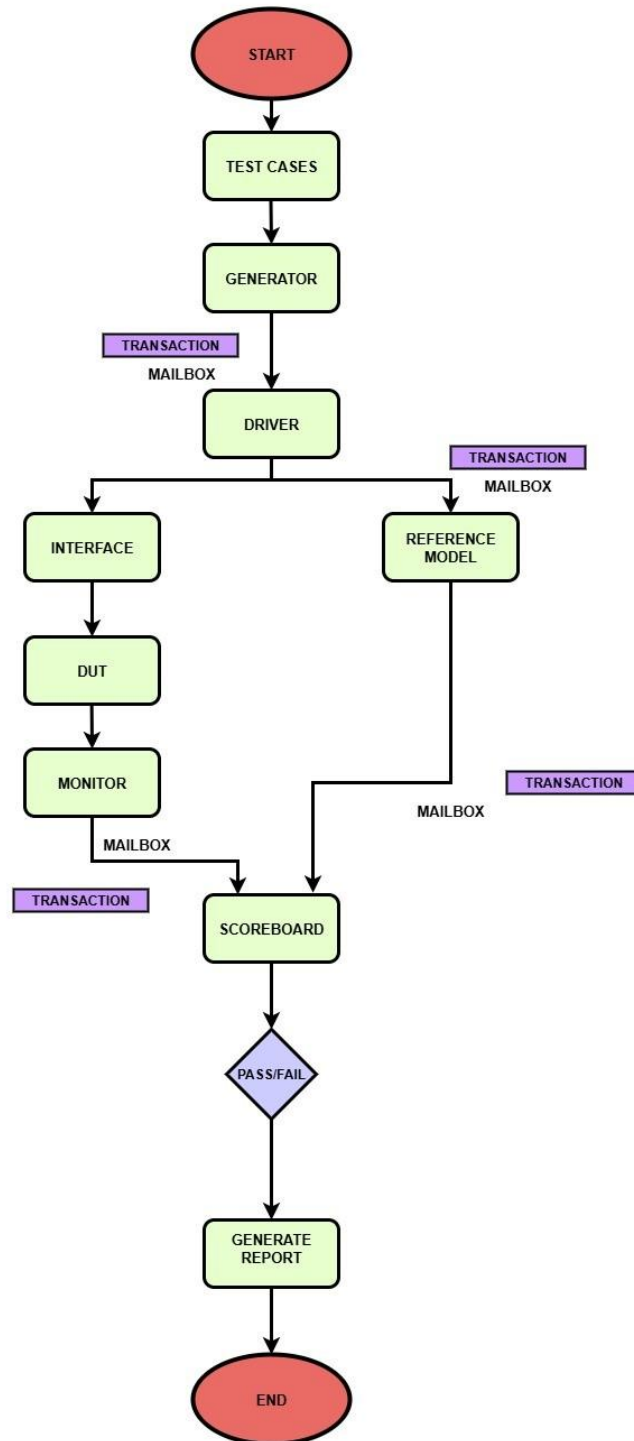 START
TEST CASES
GENERATOR
TRANSACTION
MAILBOX
DRIVER
TRANSACTION
MAILBOX
INTERFACE
REFERENCE
MODEL
DUT
MONITOR
TRANSACTION
MAILBOX
MAILBOX
TRANSACTION
SCOREBOARD
PASS/FAIL
GENERATE
REPORT
END